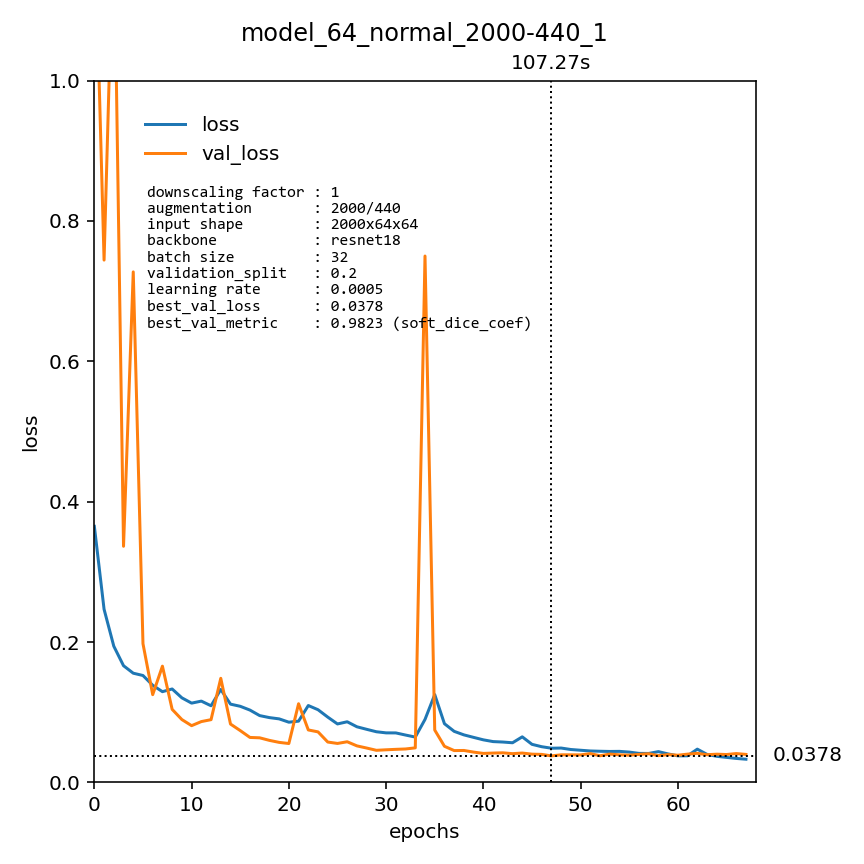 model_64_normal_2000-440_1
107.27s
1.0
0.8
0.6
0.4
0.2
0.0
loss
loss
val_loss
downscaling factor : 1
augmentation : 2000/440
input shape : 2000x64x64
backbone : resnet18
batch size : 32
validation_split : 0.2
learning rate : 0.0005
best_val_loss : 0.0378
best_val_metric : 0.9823 (soft_dice_coef)
0.0378
0 10 20 30 40 50 60
epochs